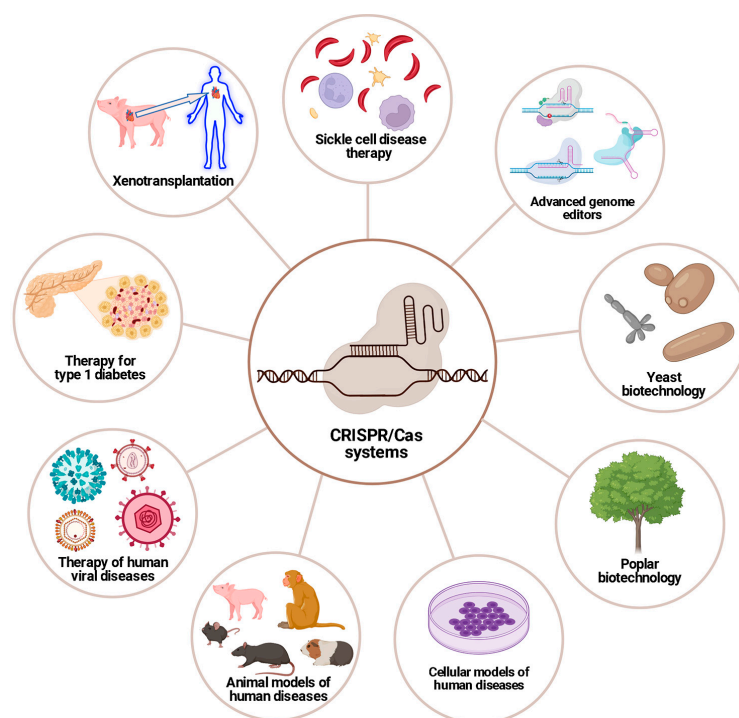 Sickle cell disease
therapy
Xenotransplantation
Advanced genome
editors
Therapy for
type 1 diabetes
Yeast
biotechnology
CRISPR/Cas
systems
Therapy of human
viral diseases
Poplar
biotechnology
Animal models of
human diseases
Cellular models of
human diseases